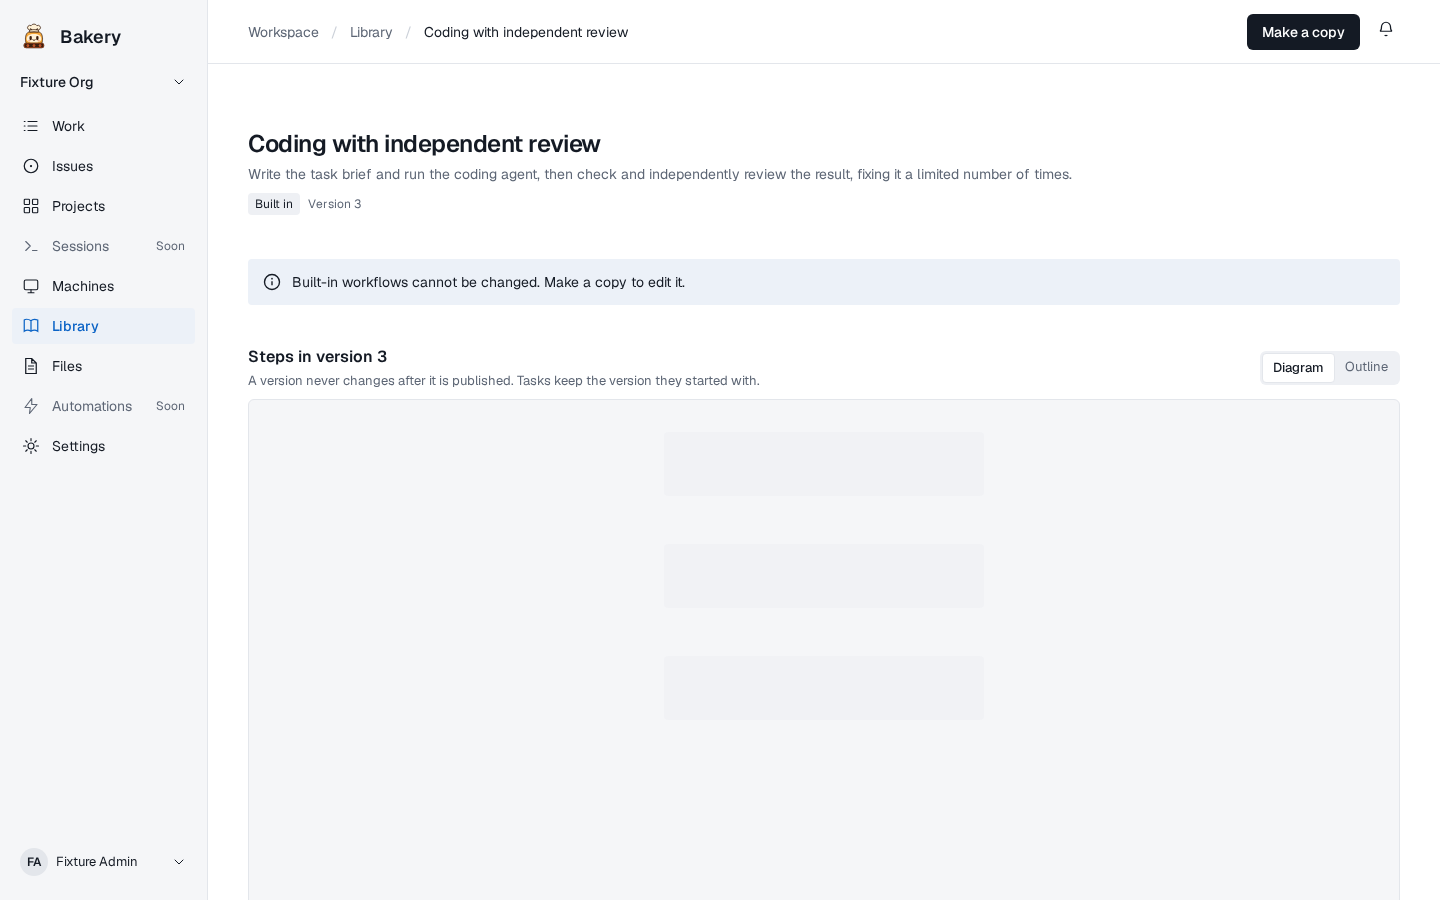 Bakery
Fixture Org
Work
Issues
Projects
Sessions Soon
Machines
Library
Files
Automations Soon
Settings
FA Fixture Admin
Workspace / Library / Coding with independent review
Make a copy
Coding with independent review
Write the task brief and run the coding agent, then check and independently review the result, fixing it a limited number of times.
Built in Version 3
Built-in workflows cannot be changed. Make a copy to edit it.
Steps in version 3
A version never changes after it is published. Tasks keep the version they started with.
Diagram Outline